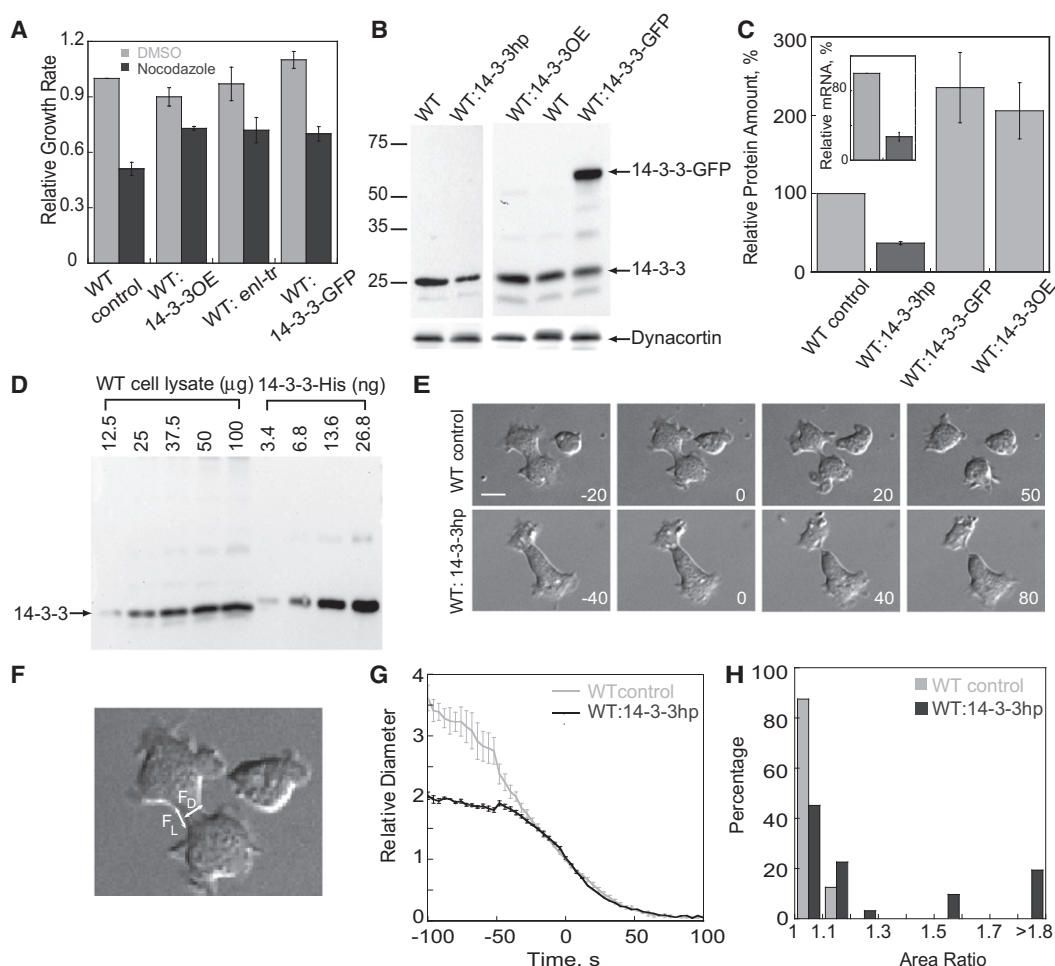 A
1.2
0.9
0.6
0.3
0
Relative Growth Rate
DMSO
Nocodazole
WT
control
WT:
14-3-3OE
WT: enl-tr
WT:
14-3-3-GFP
B
WT
WT:14-3-3hp
WT:14-3-3OE
WT
WT:14-3-3-GFP
75
50
35
25
14-3-3-GFP
14-3-3
Dynacortin
C
300
200
100
0
Relative Protein Amount, %
Relative mRNA, %
80
0
WT control
WT:14-3-3hp
WT:14-3-3-GFP
WT:14-3-3OE
D
WT cell lysate (μg)
14-3-3-His (ng)
12.5
25
37.5
50
100
3.4
6.8
13.6
26.8
14-3-3
E
WT control
-20
0
20
50
WT: 14-3-3hp
-40
0
40
80
F
FD
FL
G
4
3
2
1
0
Relative Diameter
WTcontrol
WT:14-3-3hp
-100
-50
0
50
100
Time, s
H
100
80
60
40
20
0
Percentage
WT control
WT:14-3-3hp
1
1.1
1.3
1.5
1.7
>1.8
Area Ratio